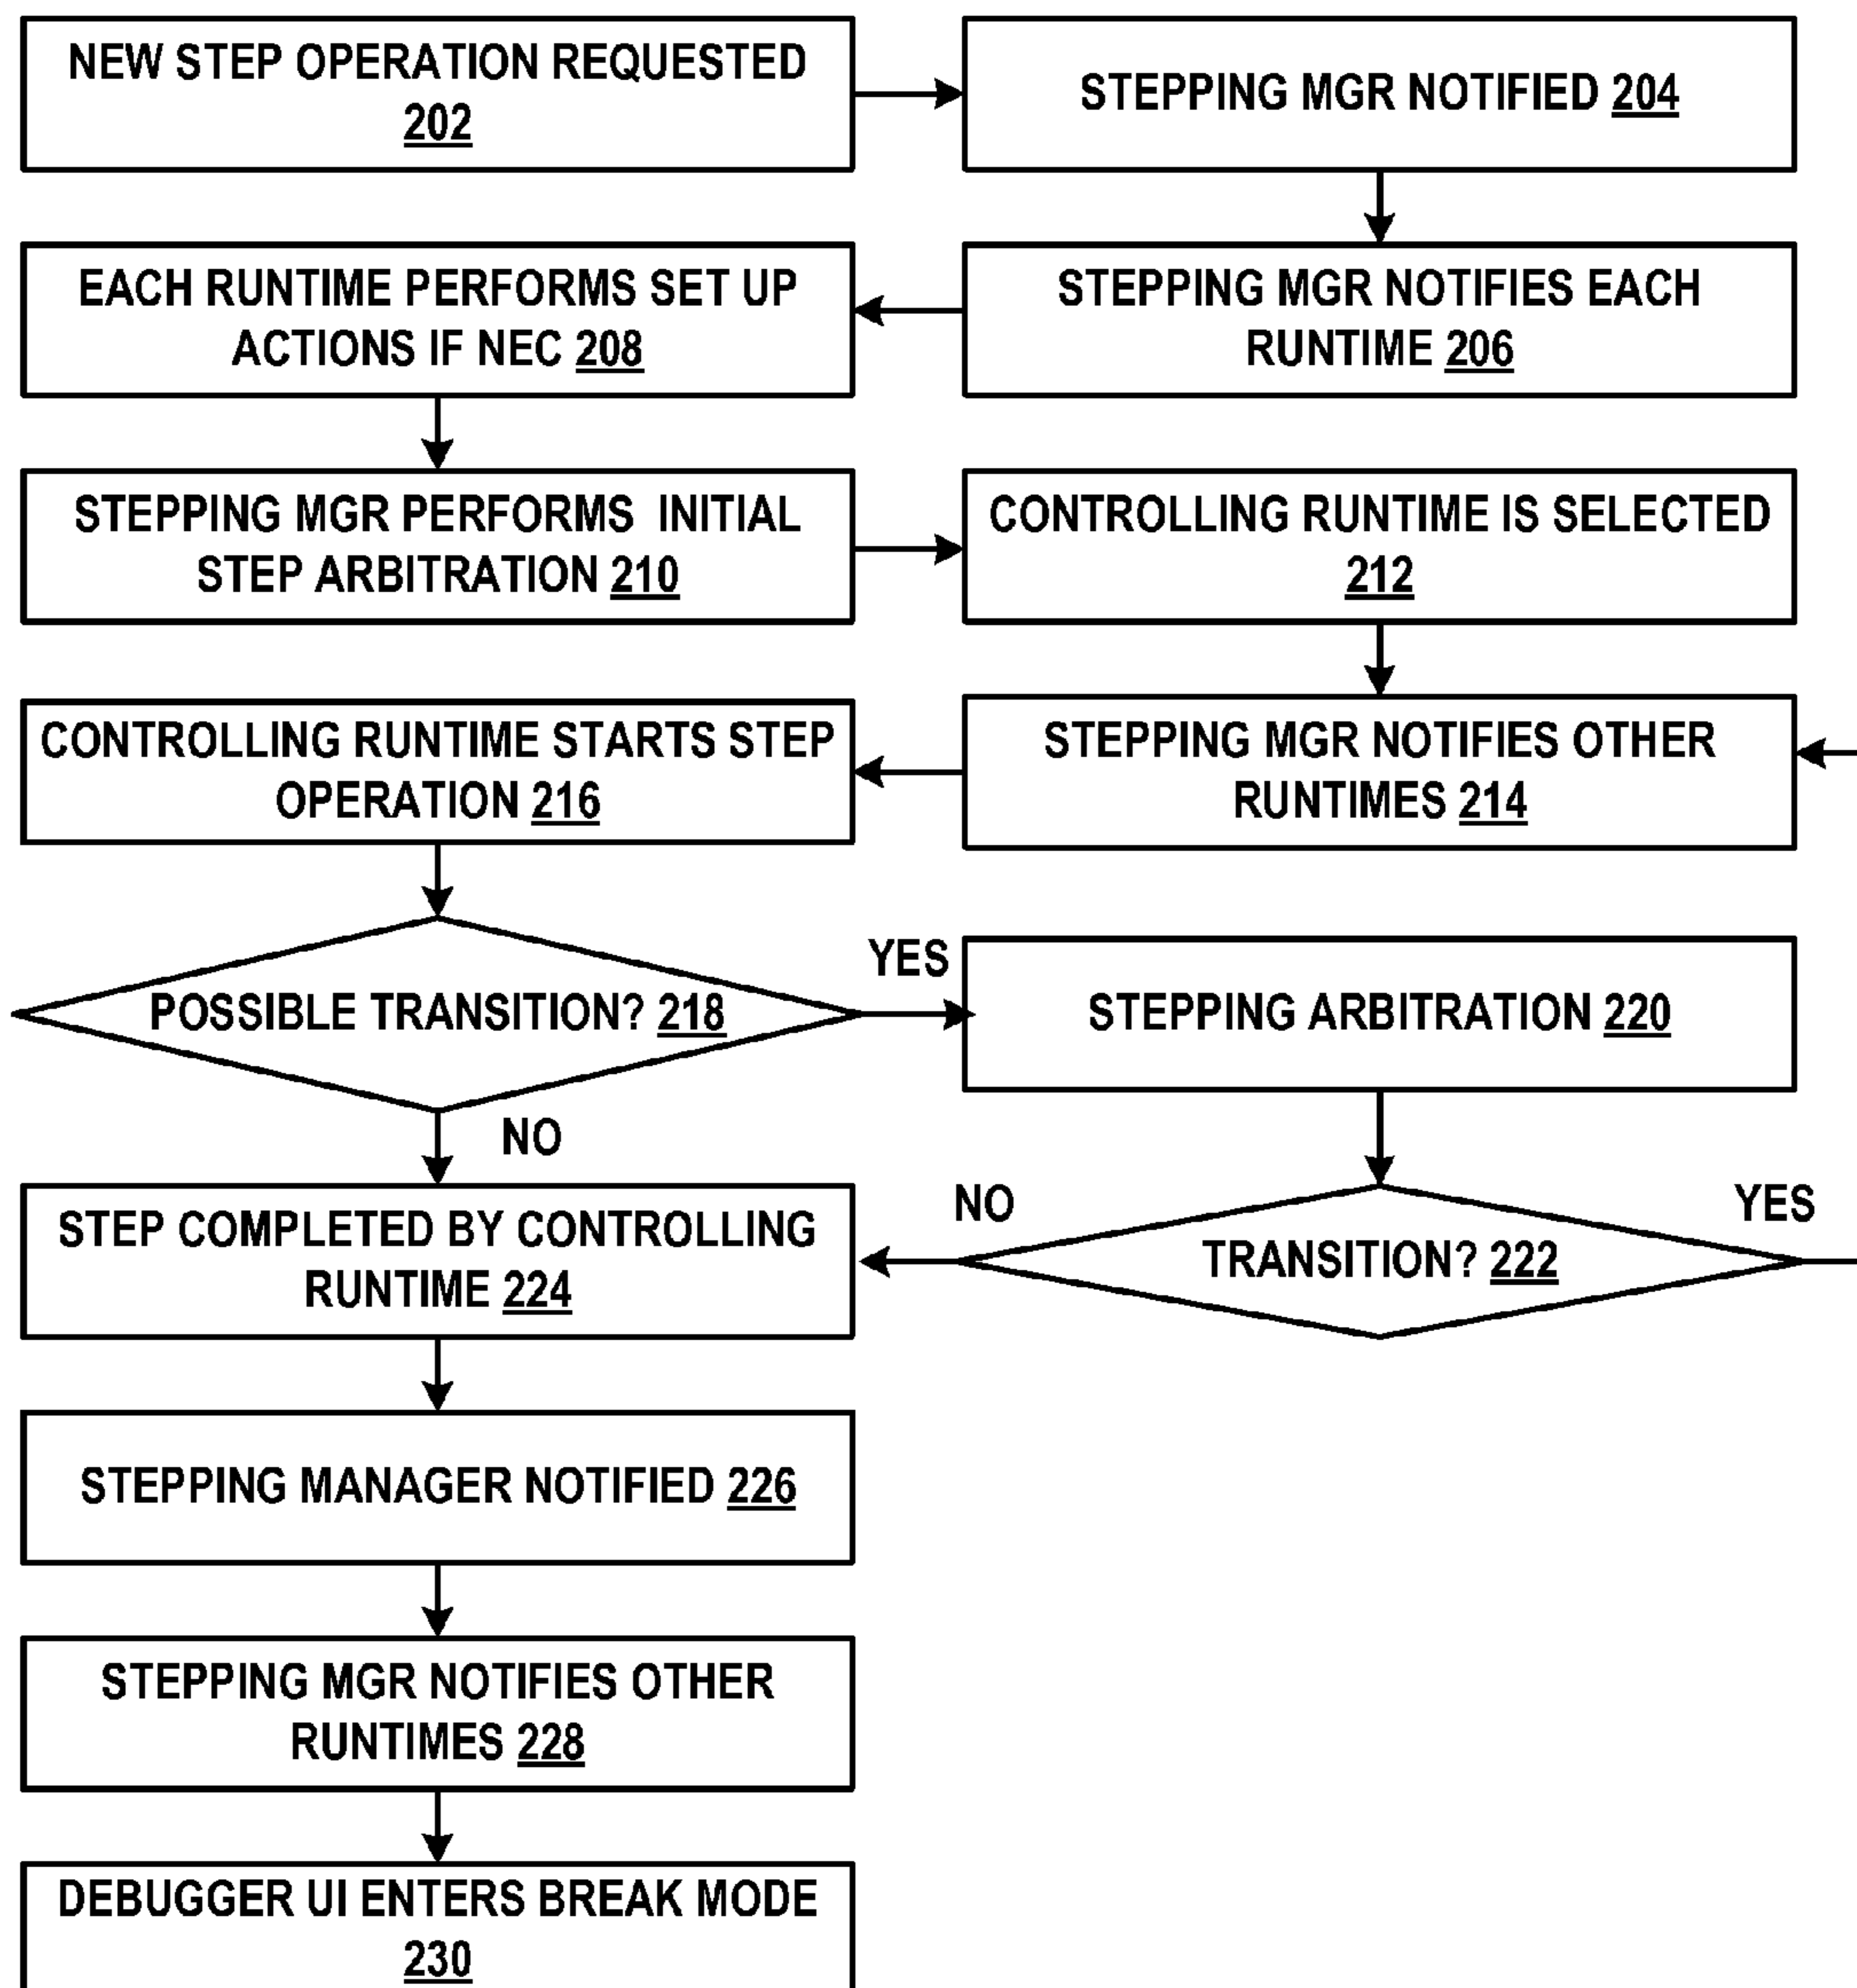 NEW STEP OPERATION REQUESTED
202
STEPPING MGR NOTIFIED 204
EACH RUNTIME PERFORMS SET UP
ACTIONS IF NEC 208
STEPPING MGR NOTIFIES EACH
RUNTIME 206
STEPPING MGR PERFORMS INITIAL
STEP ARBITRATION 210
CONTROLLING RUNTIME IS SELECTED
212
CONTROLLING RUNTIME STARTS STEP
OPERATION 216
STEPPING MGR NOTIFIES OTHER
RUNTIMES 214
POSSIBLE TRANSITION? 218
YES
STEPPING ARBITRATION 220
NO
STEP COMPLETED BY CONTROLLING
RUNTIME 224
NO
TRANSITION? 222
YES
STEPPING MANAGER NOTIFIED 226
STEPPING MGR NOTIFIES OTHER
RUNTIMES 228
DEBUGGER UI ENTERS BREAK MODE
230